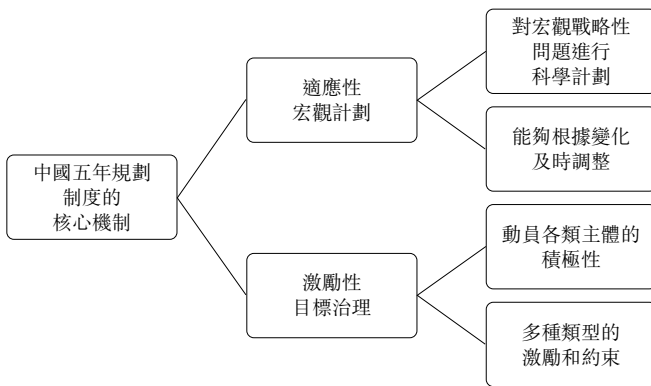 中國五年規劃
制度的
核心機制
適應性
宏觀計劃
對宏觀戰略性
問題進行
科學計劃
能夠根據變化
及時調整
激勵性
目標治理
動員各類主體的
積極性
多種類型的
激勵和約束